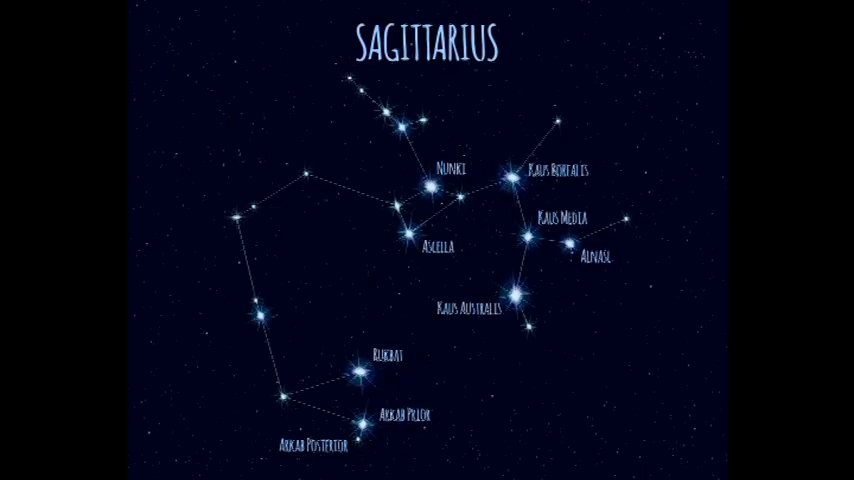 SAGITTARIUS
NUNKI
KAUS BOREALIS
KAUS MEDIA
ASCELLA
ALNASL
KAUS AUSTRALIS
RUKBAT
ARKAB PRIOR
ARKAB POSTERIOR